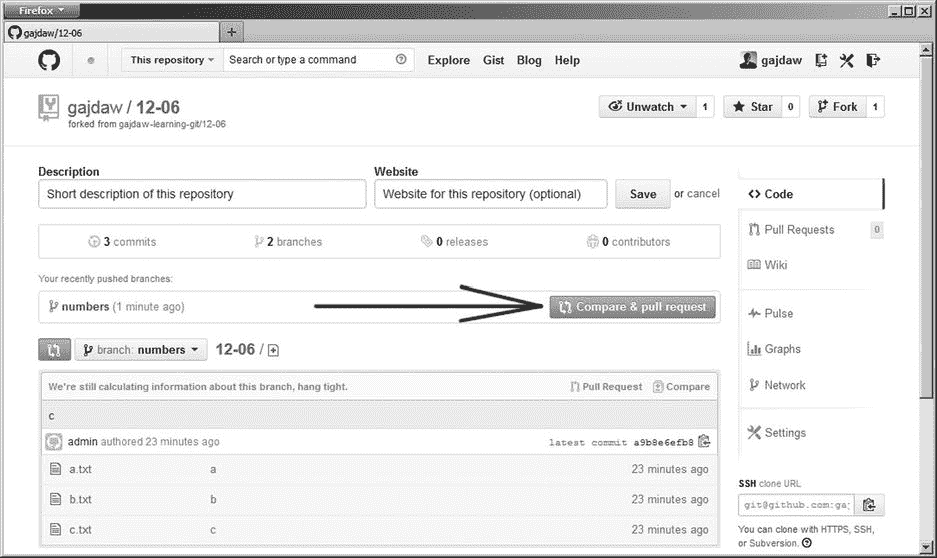 Firefox
gajdaw/12-06
This repository Search or type a command Explore Gist Blog Help gajdaw
gajdaw / 12-06
forked from gajdaw-learning-git/12-06
Unwatch 1 Star 0 Fork 1
Description Website
Short description of this repository Website for this repository (optional) Save or cancel
3 commits 2 branches 0 releases 0 contributors
Your recently pushed branches:
numbers (1 minute ago) Compare & pull request
branch: numbers 12-06 /
We're still calculating information about this branch, hang tight. Pull Request Compare
c
admin authored 23 minutes ago latest commit a9b8e6efb8
a.txt a 23 minutes ago
b.txt b 23 minutes ago
c.txt c 23 minutes ago
Code
Pull Requests 0
Wiki
Pulse
Graphs
Network
Settings
SSH clone URL
git@github.com:ga
You can clone with HTTPS, SSH,
or Subversion.